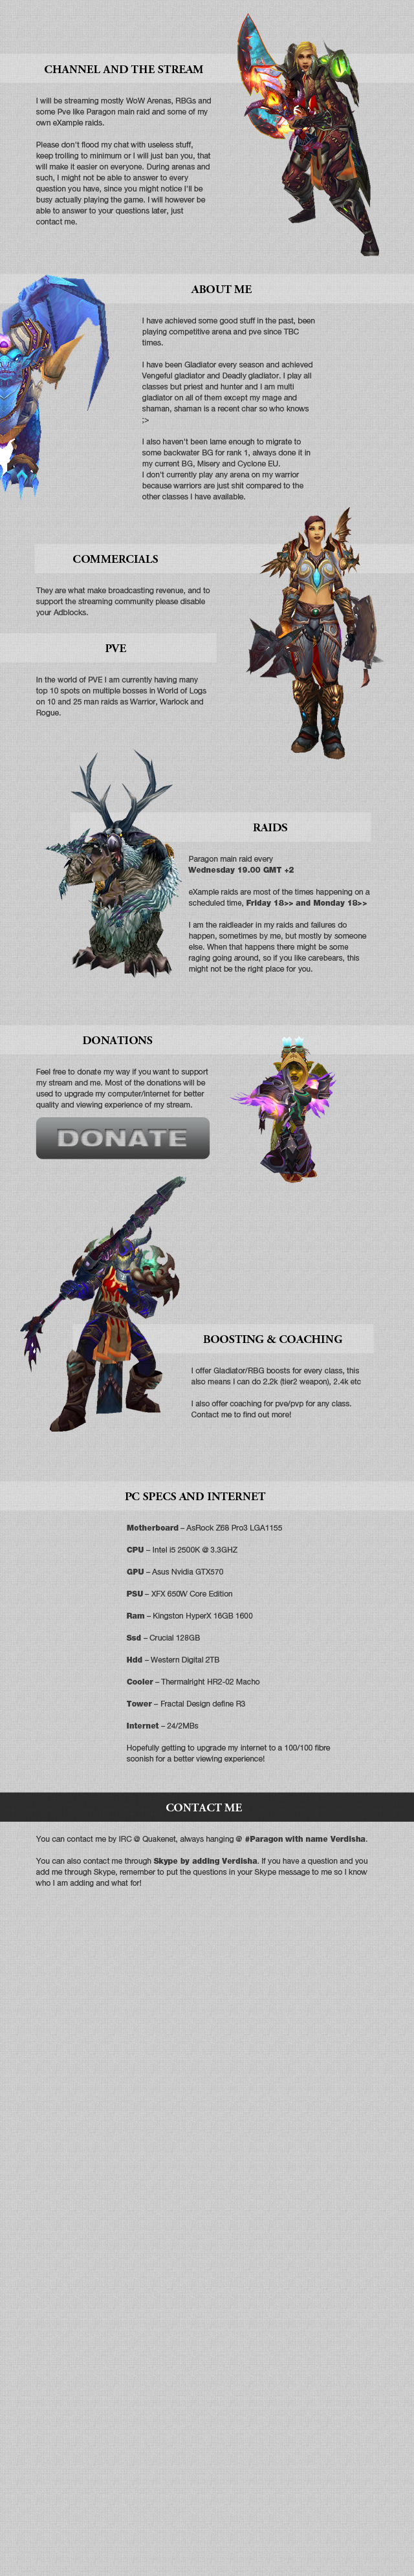 CHANNEL AND THE STREAM
I will be streaming mostly WoW Arenas, RBGs and
some Pve like Paragon main raid and some of my
own eXample raids.
Please don't flood my chat with useless stuff,
keep trolling to minimum or I will just ban you, that
will make it easier on everyone. During arenas and
such, I might not be able to answer to every
question you have, since you might notice I'll be
busy actually playing the game. I will however be
able to answer to your questions later, just
contact me.
ABOUT ME
I have achieved some good stuff in the past, been
playing competitive arena and pve since TBC
times.
I have been Gladiator every season and achieved
Vengeful gladiator and Deadly gladiator. I play all
classes but priest and hunter and I am multi
gladiator on all of them except my mage and
shaman, shaman is a recent char so who knows
;>
I also haven't been lame enough to migrate to
some backwater BG for rank 1, always done it in
my current BG, Misery and Cyclone EU.
I don't currently play any arena on my warrior
because warriors are just shit compared to the
other classes I have available.
COMMERCIALS
They are what make broadcasting revenue, and to
support the streaming community please disable
your Adblocks.
PVE
In the world of PVE I am currently having many
top 10 spots on multiple bosses in World of Logs
on 10 and 25 man raids as Warrior, Warlock and
Rogue.
RAIDS
Paragon main raid every
Wednesday 19.00 GMT +2
eXample raids are most of the times happening on a
scheduled time, Friday 18>> and Monday 18>>
I am the raidleader in my raids and failures do
happen, sometimes by me, but mostly by someone
else. When that happens there might be some
raging going around, so if you like carebears, this
might not be the right place for you.
DONATIONS
Feel free to donate my way if you want to support
my stream and me. Most of the donations will be
used to upgrade my computer/internet for better
quality and viewing experience of my stream.
DONATE
BOOSTING & COACHING
I offer Gladiator/RBG boosts for every class, this
also means I can do 2.2k (tier2 weapon), 2.4k etc
I also offer coaching for pve/pvp for any class.
Contact me to find out more!
PC SPECS AND INTERNET
Motherboard – AsRock Z68 Pro3 LGA1155
CPU – Intel i5 2500K @ 3.3GHZ
GPU – Asus Nvidia GTX570
PSU – XFX 650W Core Edition
Ram – Kingston HyperX 16GB 1600
Ssd – Crucial 128GB
Hdd – Western Digital 2TB
Cooler – Thermalright HR2-02 Macho
Tower – Fractal Design define R3
Internet – 24/2MBs
Hopefully getting to upgrade my internet to a 100/100 fibre
soonish for a better viewing experience!
CONTACT ME
You can contact me by IRC @ Quakenet, always hanging @ #Paragon with name Verdisha.
You can also contact me through Skype by adding Verdisha. If you have a question and you
add me through Skype, remember to put the questions in your Skype message to me so I know
who I am adding and what for!